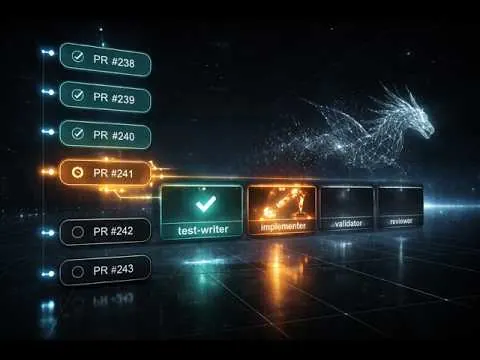 PR #238
PR #239
PR #240
PR #241
PR #242
PR #243
test-writer
implementer
validator
reviewer